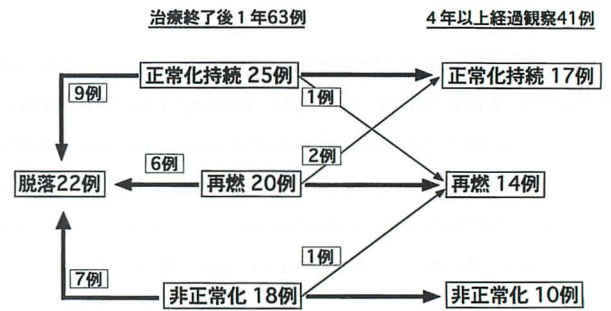 治療終了後1年63例
4年以上経過観察41例
正常化持続 25例
正常化持続 17例
9例
1例
2例
6例
脱落22例
再燃 20例
再燃 14例
1例
7例
非正常化 18例
非正常化 10例